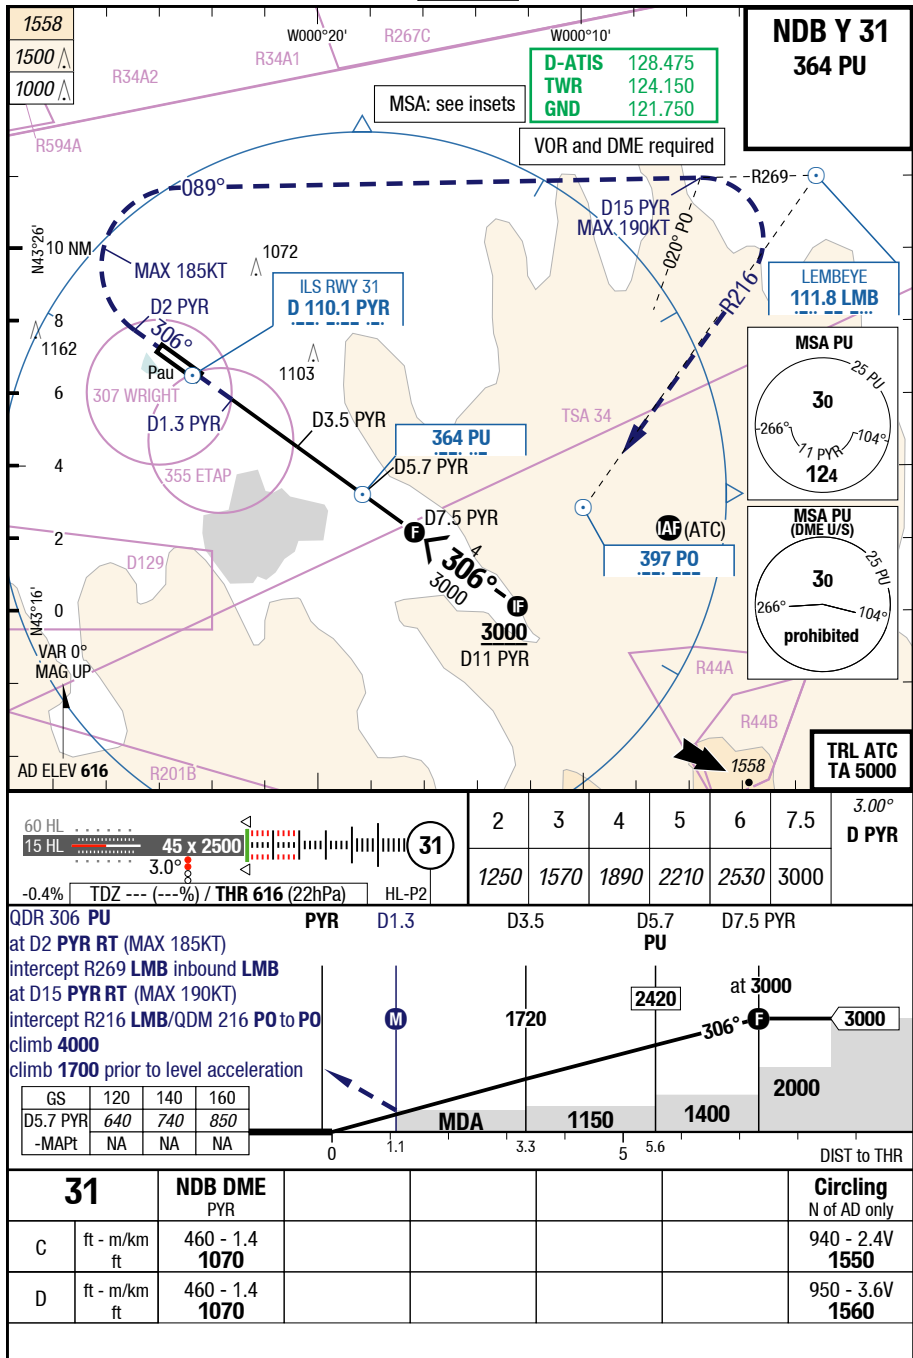 1558
1500
1000
W000°20'
W000°10'
R267C
R34A1
R34A2
R594A
NDB Y 31
364 PU
D-ATIS 128.475
TWR 124.150
GND 121.750
MSA: see insets
VOR and DME required
089°
R269
D15 PYR
MAX 190KT
020° PO
R216
N43°26'
10 NM
MAX 185KT
1072
ILS RWY 31
D 110.1 PYR
LEMBEYE
111.8 LMB
D2 PYR
306°
8
1162
Pau
1103
6
307 WRIGHT
D1.3 PYR
D3.5 PYR
TSA 34
364 PU
355 ETAP
D5.7 PYR
4
MSA PU
25 PU
30
266°
104°
11 PYR
124
D7.5 PYR
F
IAF (ATC)
397 PO
2
D129
4
306°
3000
IF
3000
D11 PYR
MSA PU
(DME U/S)
25 PU
30
266°
104°
prohibited
N43°16'
0
VAR 0°
MAG UP
R44A
R44B
1558
AD ELEV 616
R201B
TRL ATC
TA 5000
60 HL
15 HL
45 x 2500
31
3.0°
-0.4%
TDZ --- (---%) / THR 616 (22hPa)
HL-P2
2 3 4 5 6 7.5 3.00°
D PYR
1250 1570 1890 2210 2530 3000
QDR 306 PU
at D2 PYR RT (MAX 185KT)
intercept R269 LMB inbound LMB
at D15 PYR RT (MAX 190KT)
intercept R216 LMB/QDM 216 PO to PO
climb 4000
climb 1700 prior to level acceleration
PYR D1.3 D3.5 D5.7 D7.5 PYR
PU
at 3000
2420
M
1720
306°
F
3000
2000
1400
1150
MDA
GS 120 140 160
D5.7 PYR 640 740 850
-MAPt NA NA NA
0 1.1 3.3 5 5.6
DIST to THR
31 NDB DME Circling
PYR N of AD only
C ft - m/km 460 - 1.4 940 - 2.4V
ft 1070 1550
D ft - m/km 460 - 1.4 950 - 3.6V
ft 1070 1560